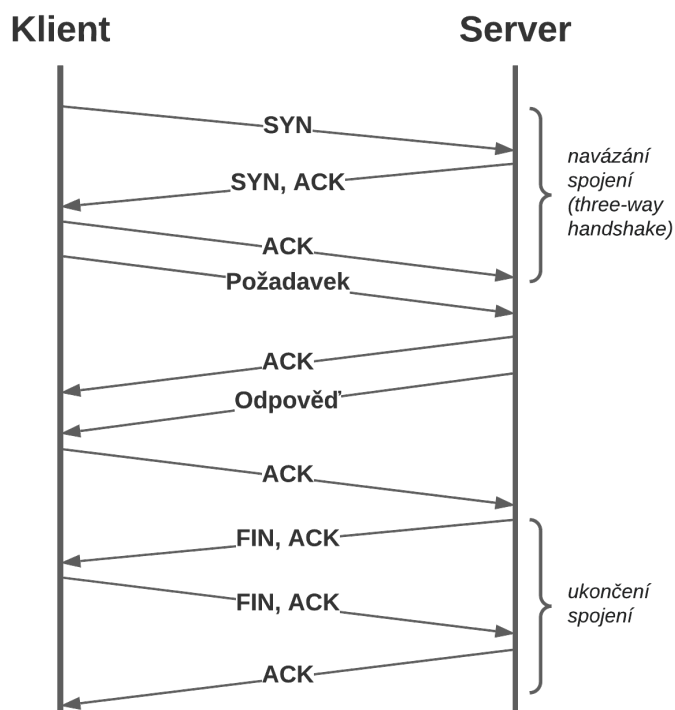 Klient
Server
SYN
SYN, ACK
ACK
Požadavek
navázání
spojení
(three-way
handshake)
ACK
Odpověď
ACK
FIN, ACK
FIN, ACK
ACK
ukončení
spojení